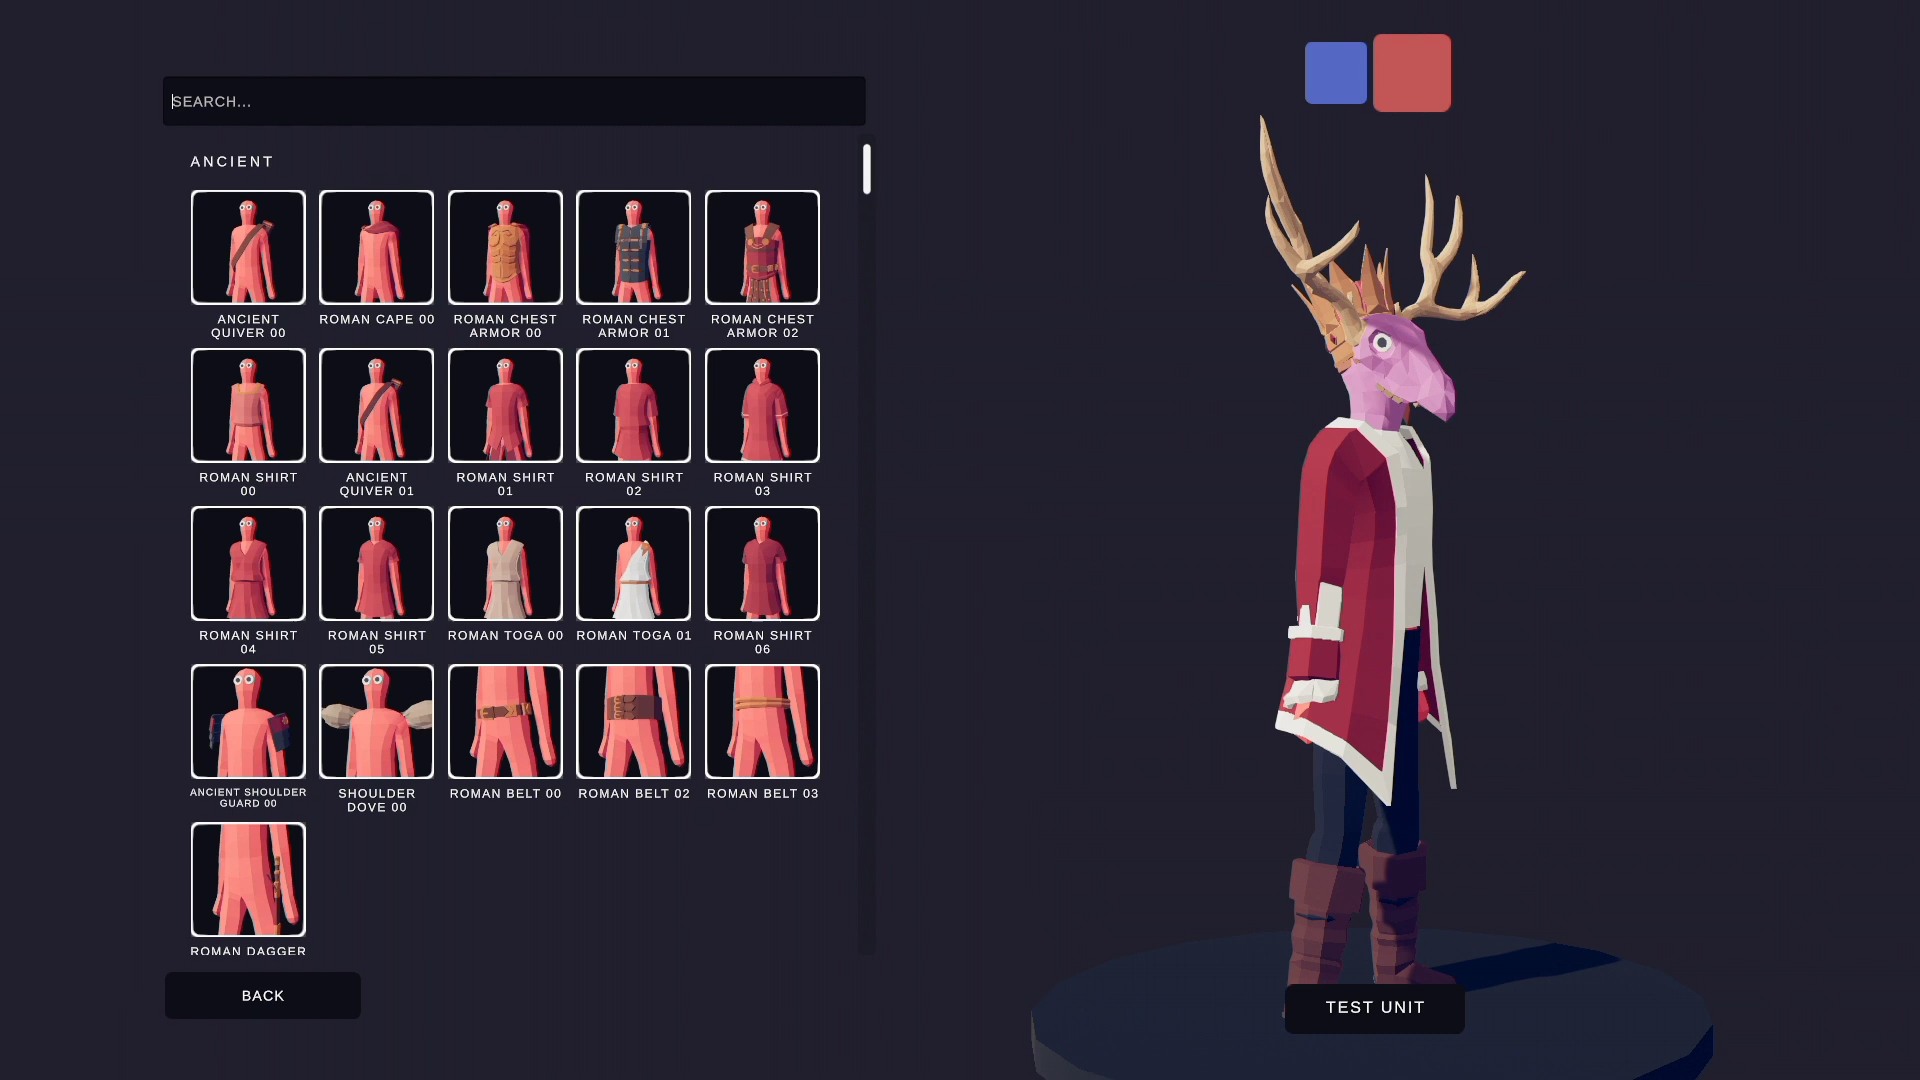 SEARCH...
ANCIENT
ANCIENT
QUIVER 00
ROMAN CAPE 00
ROMAN CHEST
ARMOR 00
ROMAN CHEST
ARMOR 01
ROMAN CHEST
ARMOR 02
ROMAN SHIRT
00
ANCIENT
QUIVER 01
ROMAN SHIRT
01
ROMAN SHIRT
02
ROMAN SHIRT
03
ROMAN SHIRT
04
ROMAN SHIRT
05
ROMAN TOGA 00
ROMAN TOGA 01
ROMAN SHIRT
06
ANCIENT SHOULDER
GUARD 00
SHOULDER
DOVE 00
ROMAN BELT 00
ROMAN BELT 02
ROMAN BELT 03
ROMAN DAGGER
BACK
TEST UNIT